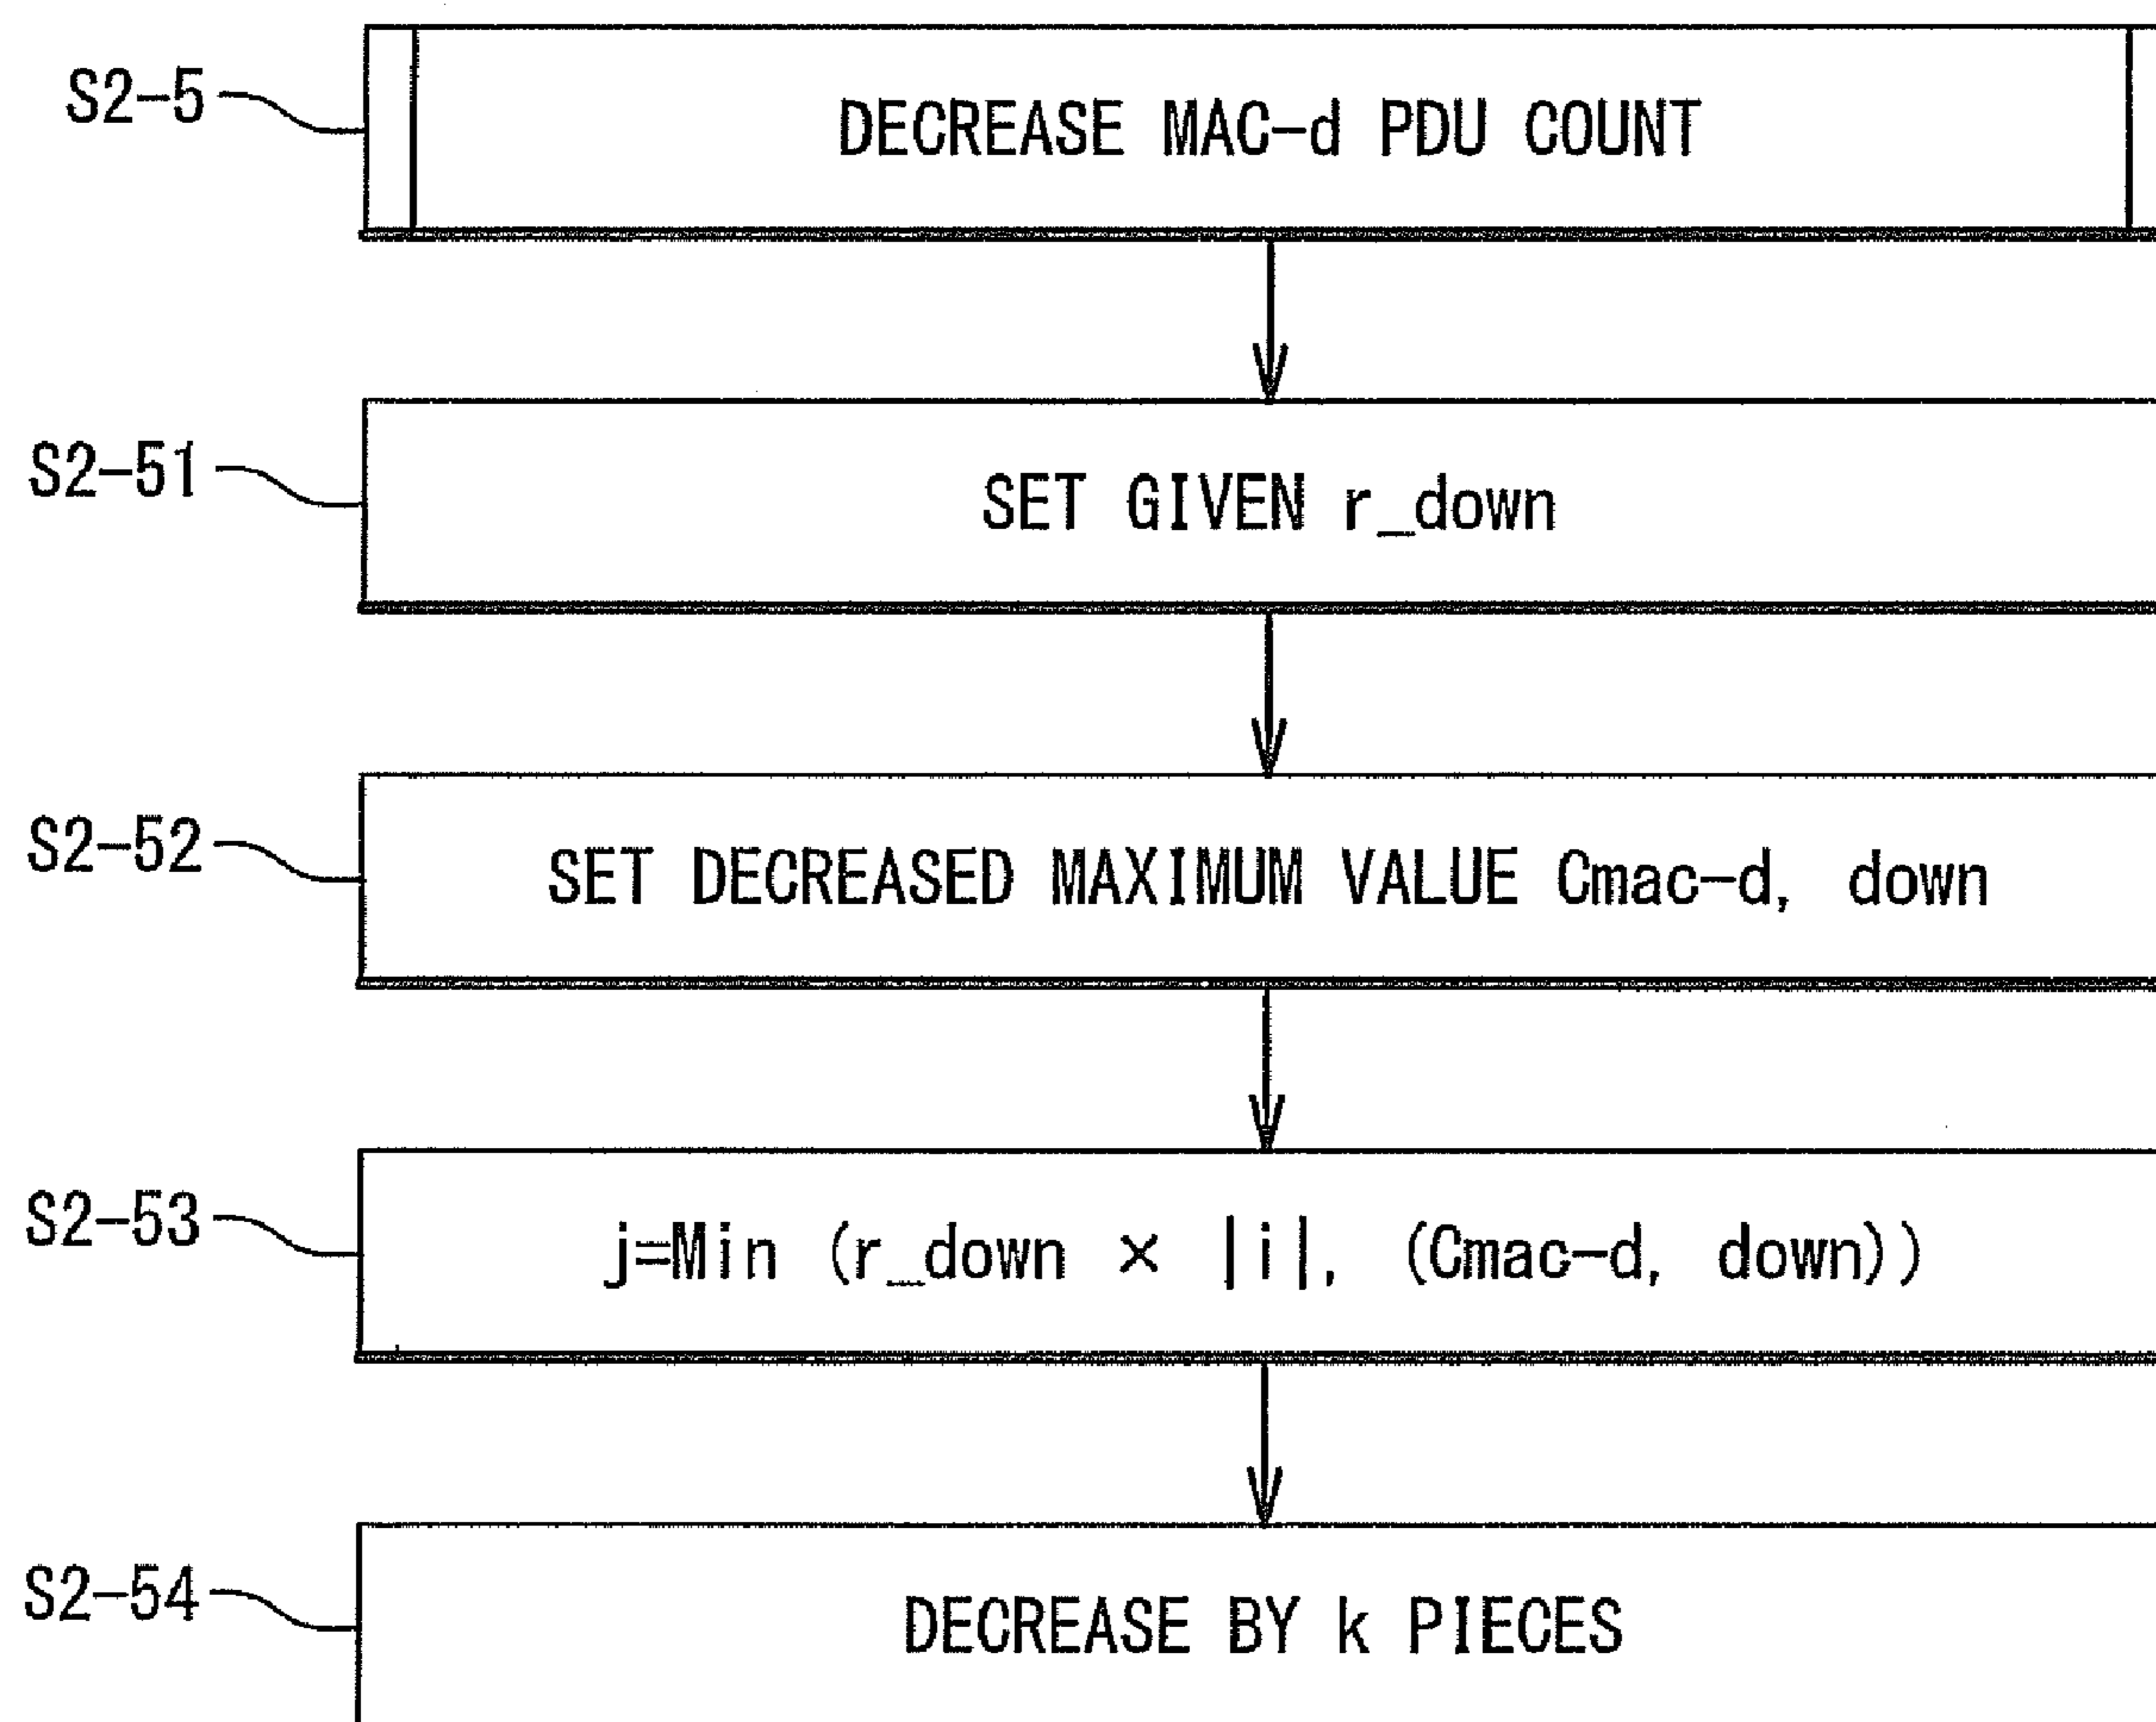 S2-5
DECREASE MAC-d PDU COUNT
S2-51
SET GIVEN r_down
S2-52
SET DECREASED MAXIMUM VALUE Cmac-d, down
S2-53
j=Min (r_down × |i|, (Cmac-d, down))
S2-54
DECREASE BY k PIECES